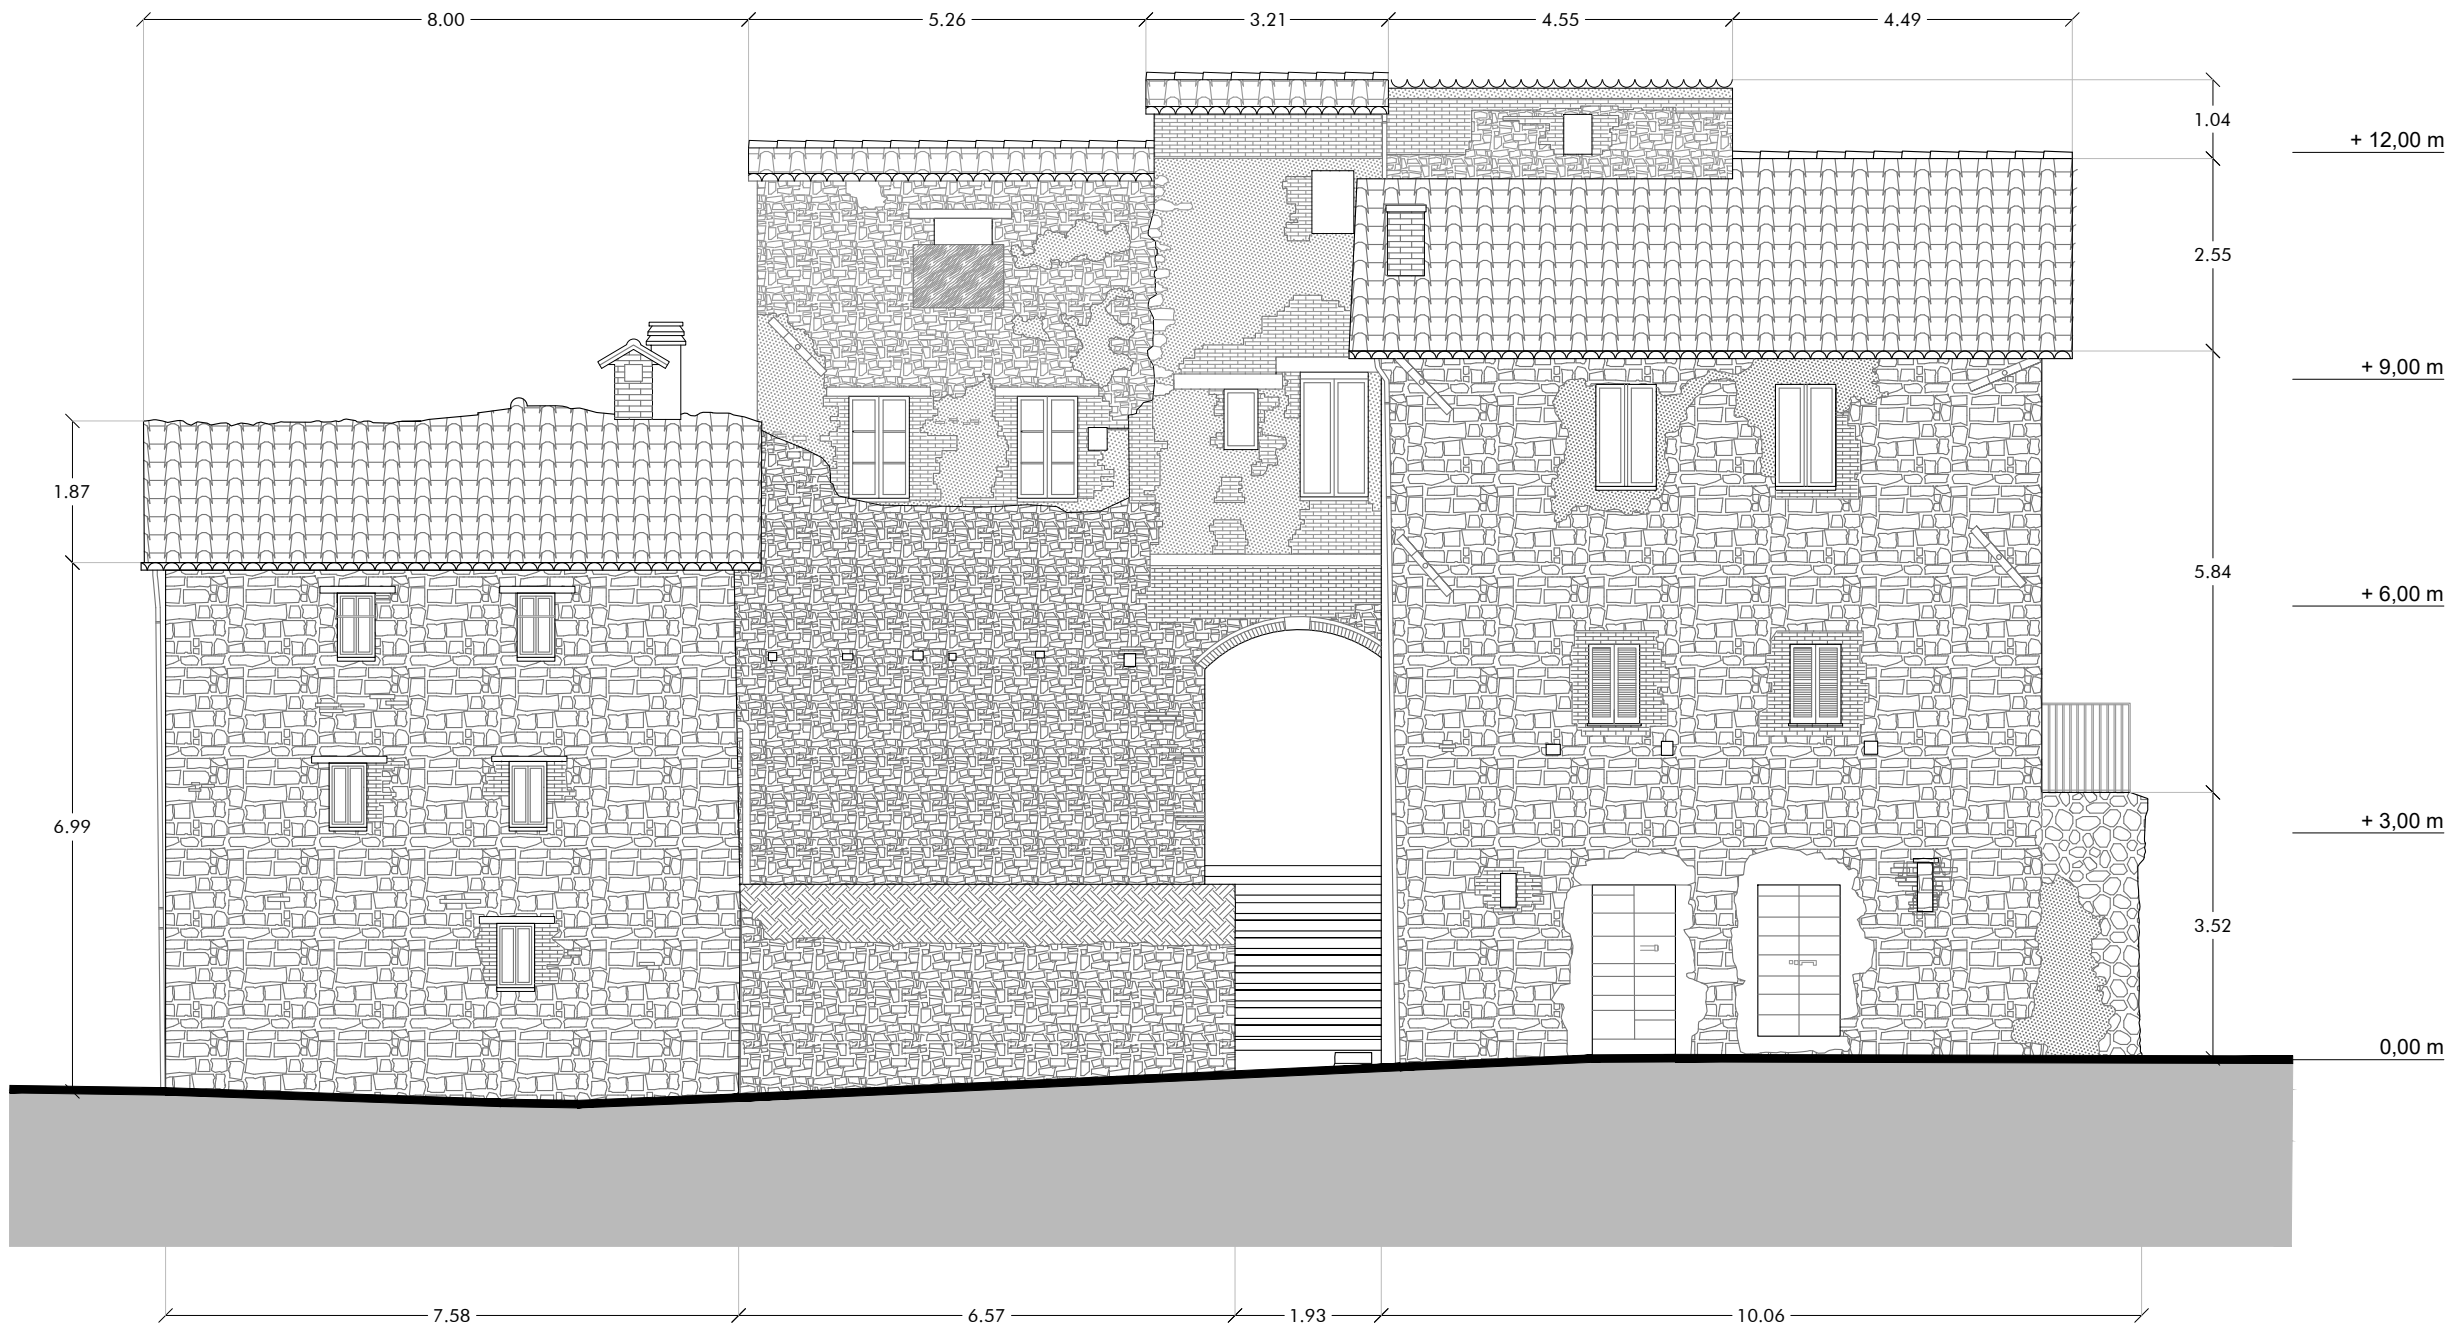 8.00 5.26 3.21 4.55 4.49
1.04
+ 12,00 m
2.55
+ 9,00 m
1.87
5.84
+ 6,00 m
+ 3,00 m
6.99
3.52
0,00 m
7.58 6.57 1.93 10.06